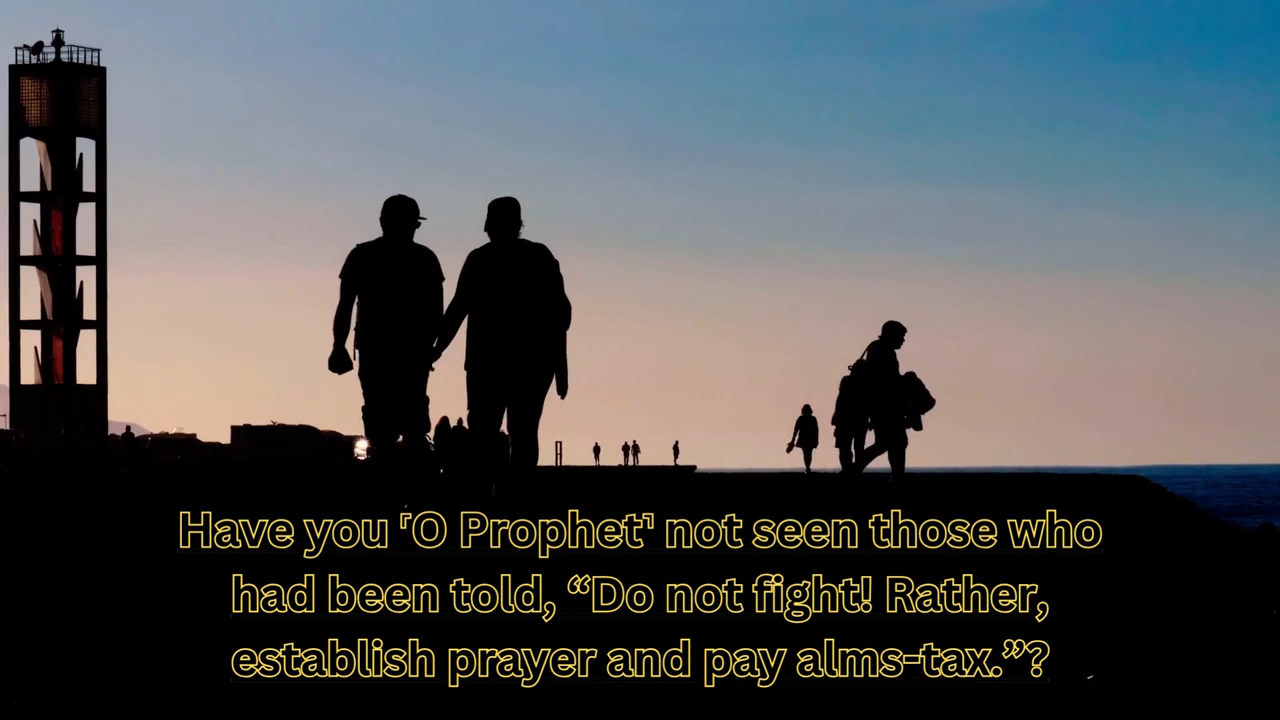 Have you ˹O Prophet˺ not seen those who
had been told, “Do not fight! Rather,
establish prayer and pay alms-tax.”?